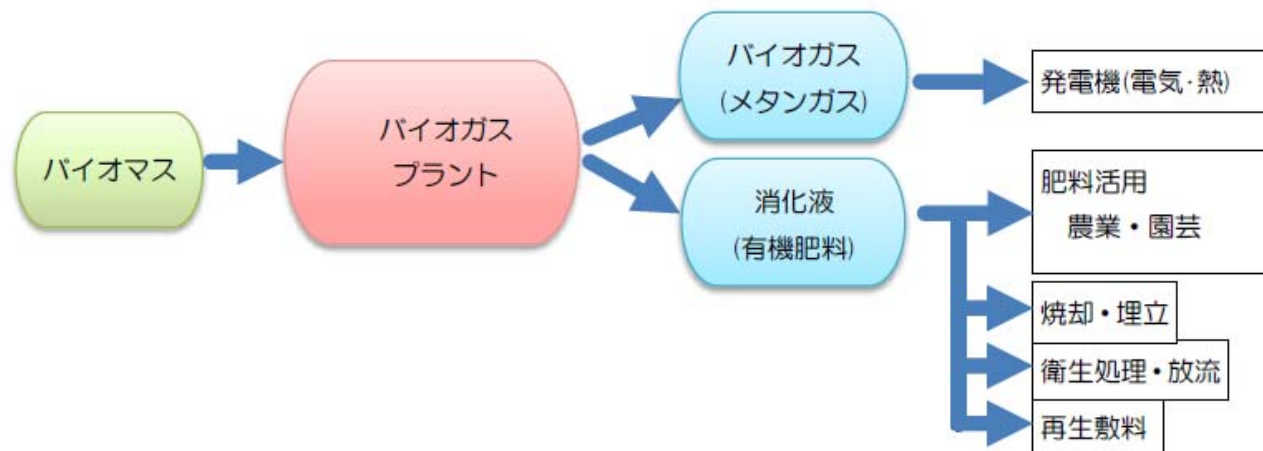 バイオマス
バイオガス
プラント
バイオガス
(メタンガス)
発電機(電気・熱)
消化液
(有機肥料)
肥料活用
農業・園芸
焼却・埋立
衛生処理・放流
再生敷料